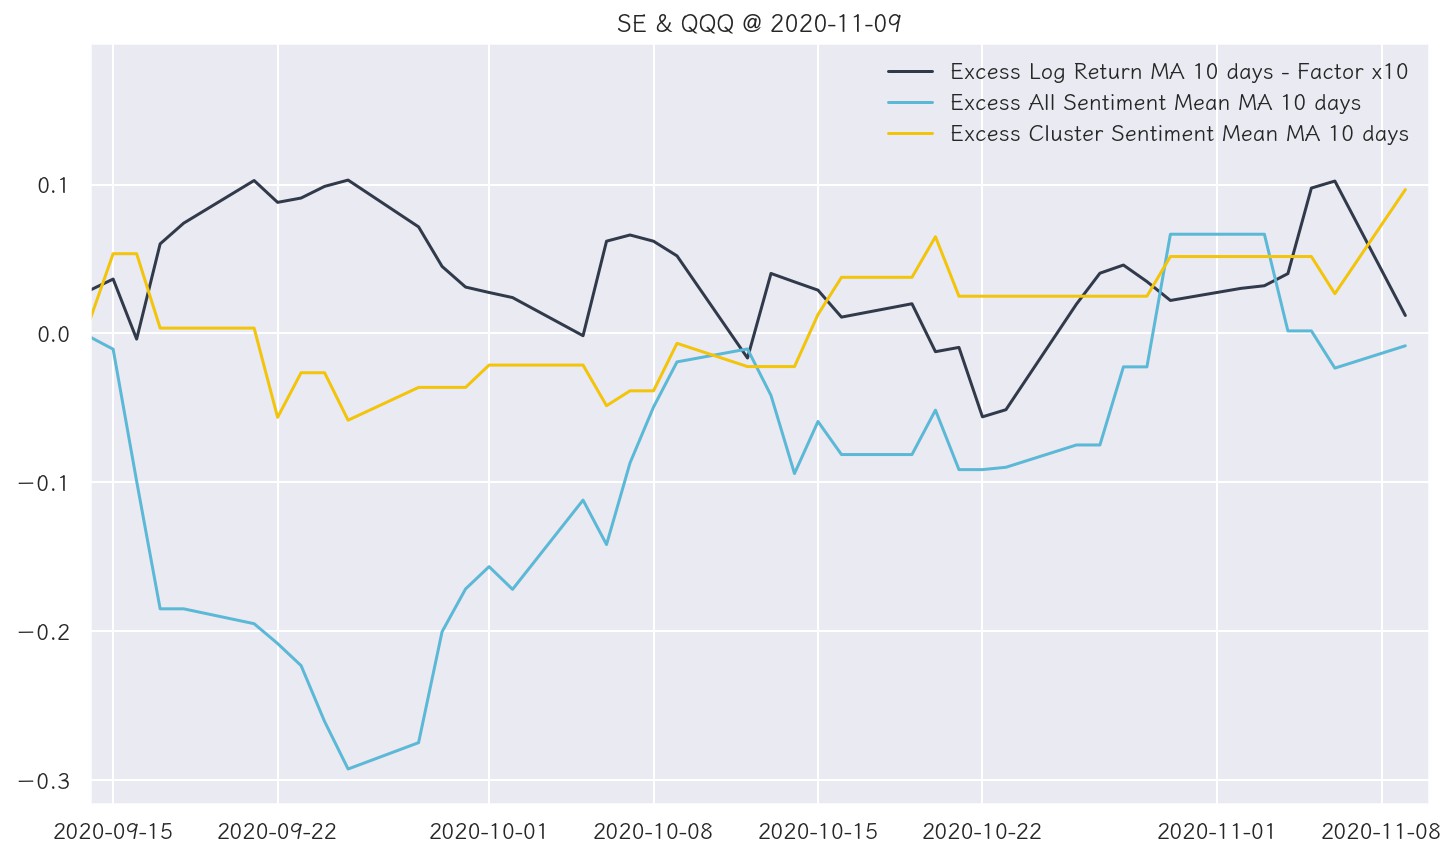 SE & QQQ @ 2020-11-09
Excess Log Return MA 10 days - Factor x10
Excess All Sentiment Mean MA 10 days
Excess Cluster Sentiment Mean MA 10 days
0.1
0.0
−0.1
−0.2
−0.3
2020-09-15 2020-09-22 2020-10-01 2020-10-08 2020-10-15 2020-10-22 2020-11-01 2020-11-08